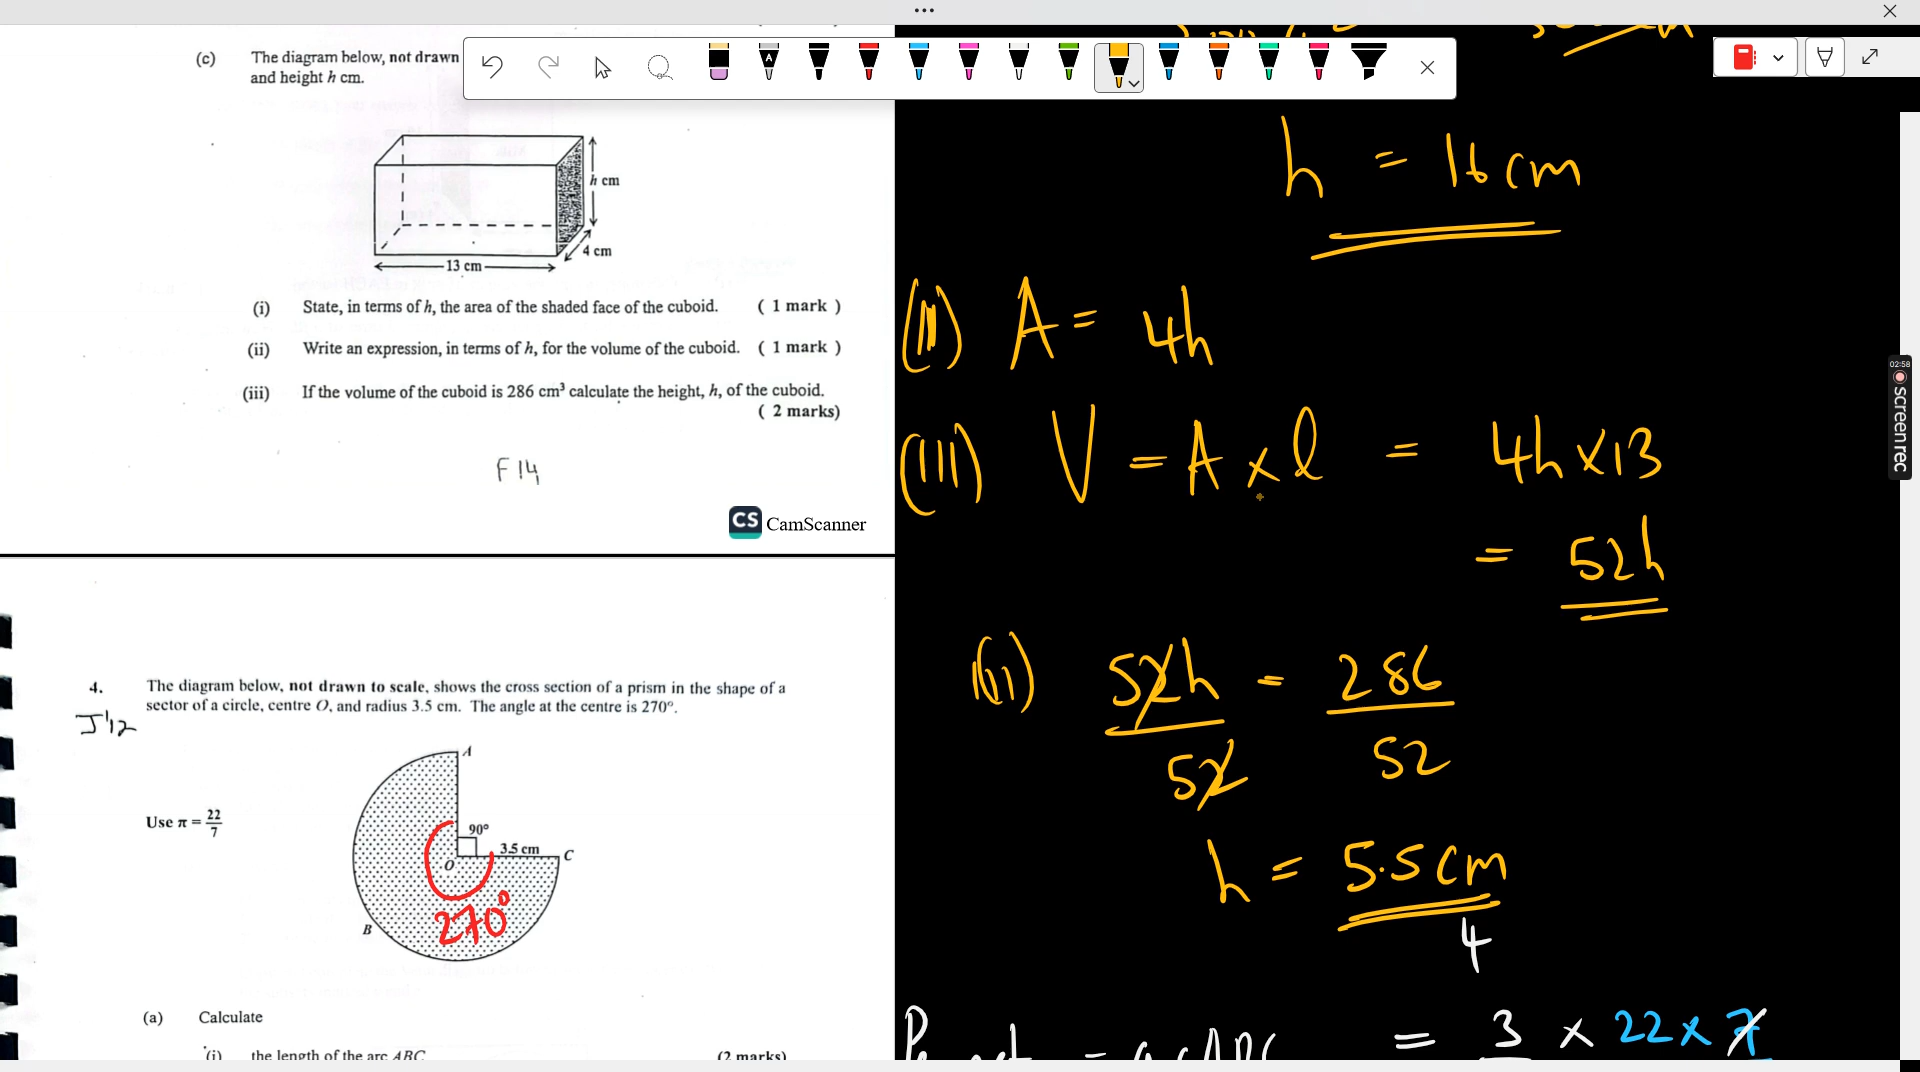 (c) The diagram below, not drawn
and height h cm.
h cm
4 cm
13 cm
(i) State, in terms of h, the area of the shaded face of the cuboid. ( 1 mark )
(ii) Write an expression, in terms of h, for the volume of the cuboid. ( 1 mark )
(iii) If the volume of the cuboid is 286 cm³ calculate the height, h, of the cuboid.
( 2 marks)
F 14
CS CamScanner
4. The diagram below, not drawn to scale, shows the cross section of a prism in the shape of a
sector of a circle, centre O, and radius 3.5 cm. The angle at the centre is 270°.
J'12
Use π = 22/7
A
90°
3.5 cm
C
O
270°
B
(a) Calculate
(i) the length of the arc ABC (2 marks)
h = 16 cm
(ii) A = 4h
(iii) V = A x l = 4h x 13
= 52h
52h = 286
52 52
h = 5.5 cm
4
= 3 x 22 x 7
02:58
screenrec